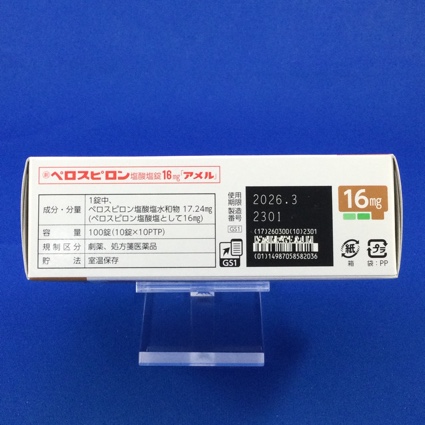 ペロスピロン塩酸塩錠16mg「アメル」
成分・分量
1錠中、
ペロスピロン塩酸塩水和物 17.24mg
(ペロスピロン塩酸塩として16mg)
容量 100錠(10錠×10PTP)
規制区分 劇薬、処方箋医薬品
貯法 室温保存
使用期限 2026.3
製造番号 2301
GS1
(17)260300(10)2301
(01)14987058582036
GS1
16mg
紙
箱
プラ
袋:PP